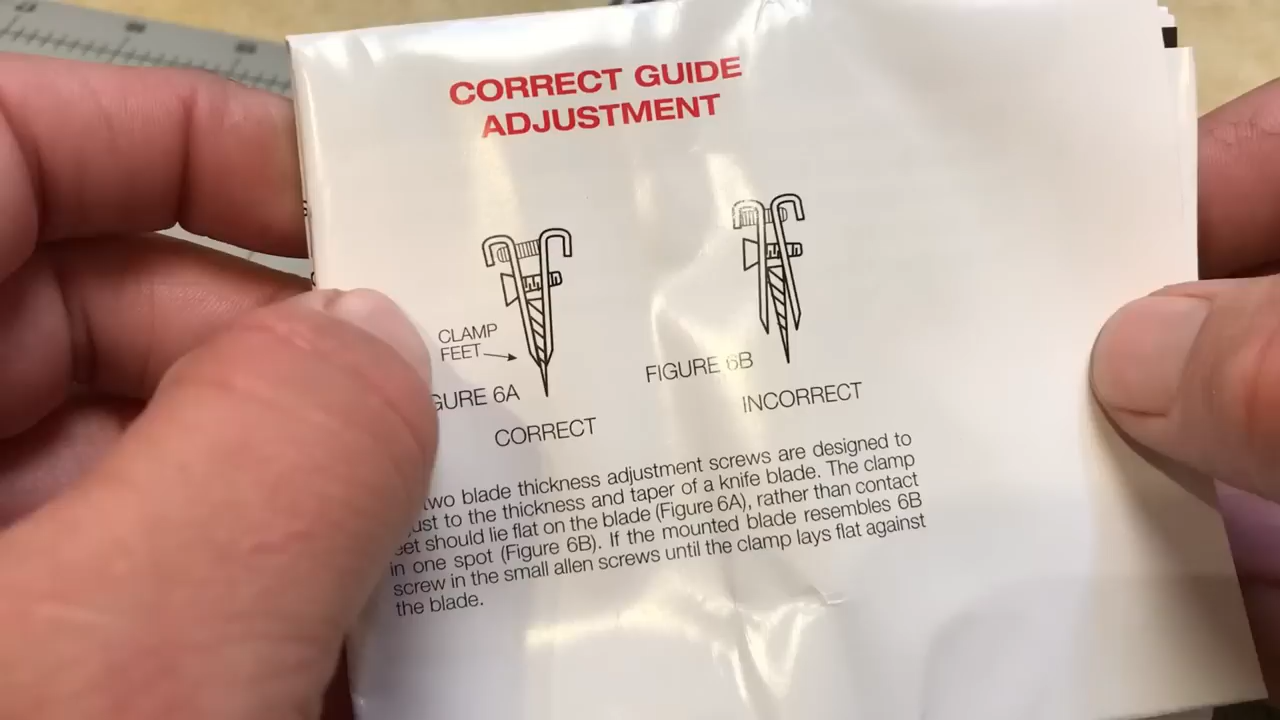 CORRECT GUIDE
ADJUSTMENT
CLAMP
FEET
GURE 6A
CORRECT
FIGURE 6B
INCORRECT
two blade thickness adjustment screws are designed to
ust to the thickness and taper of a knife blade. The clamp
eet should lie flat on the blade (Figure 6A), rather than contact
in one spot (Figure 6B). If the mounted blade resembles 6B
screw in the small allen screws until the clamp lays flat against
the blade.